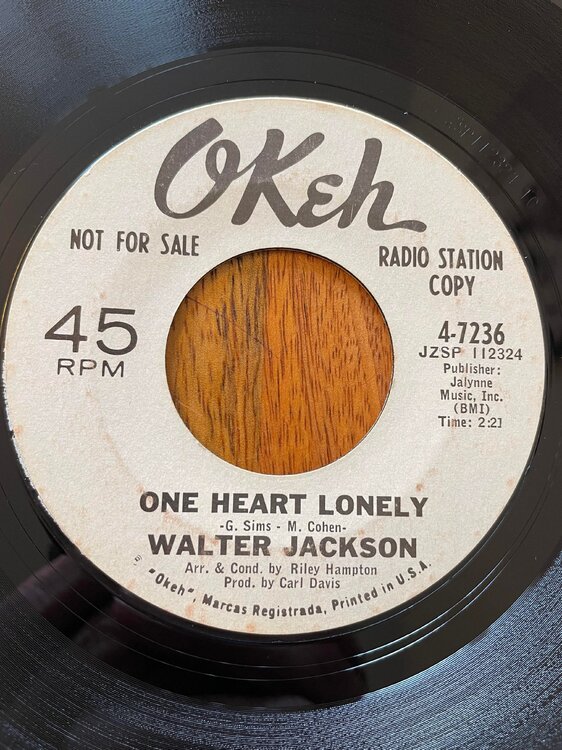 OKeh
NOT FOR SALE
RADIO STATION
COPY
45
RPM
4-7236
JZSP 112324
Publisher:
Jalynne
Music, Inc.
(BMI)
Time: 2:21
ONE HEART LONELY
-G. Sims - M. Cohen-
WALTER JACKSON
Arr. & Cond. by Riley Hampton
Prod. by Carl Davis
"Okeh", Marcas Registrada, Printed in U.S.A.